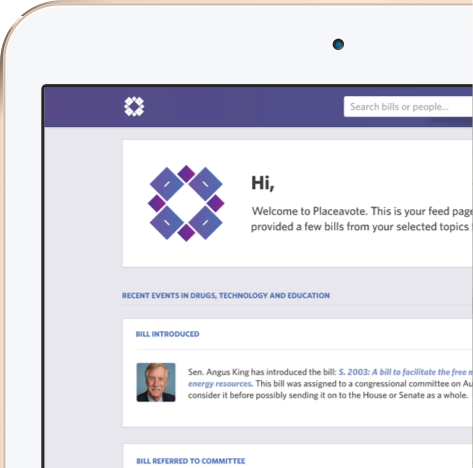 Search bills or people...
Hi,
Welcome to Placeavote. This is your feed page
provided a few bills from your selected topics
RECENT EVENTS IN DRUGS, TECHNOLOGY AND EDUCATION
BILL INTRODUCED
Sen. Angus King has introduced the bill: S. 2003: A bill to facilitate the free
energy resources. This bill was assigned to a congressional committee on Au
consider it before possibly sending it on to the House or Senate as a whole.
BILL REFERRED TO COMMITTEE